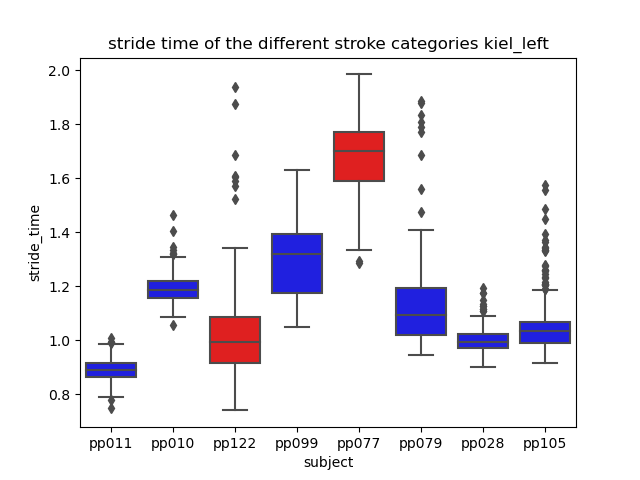 stride time of the different stroke categories kiel_left
2.0
1.8
1.6
1.4
1.2
1.0
0.8
stride_time
pp011 pp010 pp122 pp099 pp077 pp079 pp028 pp105
subject